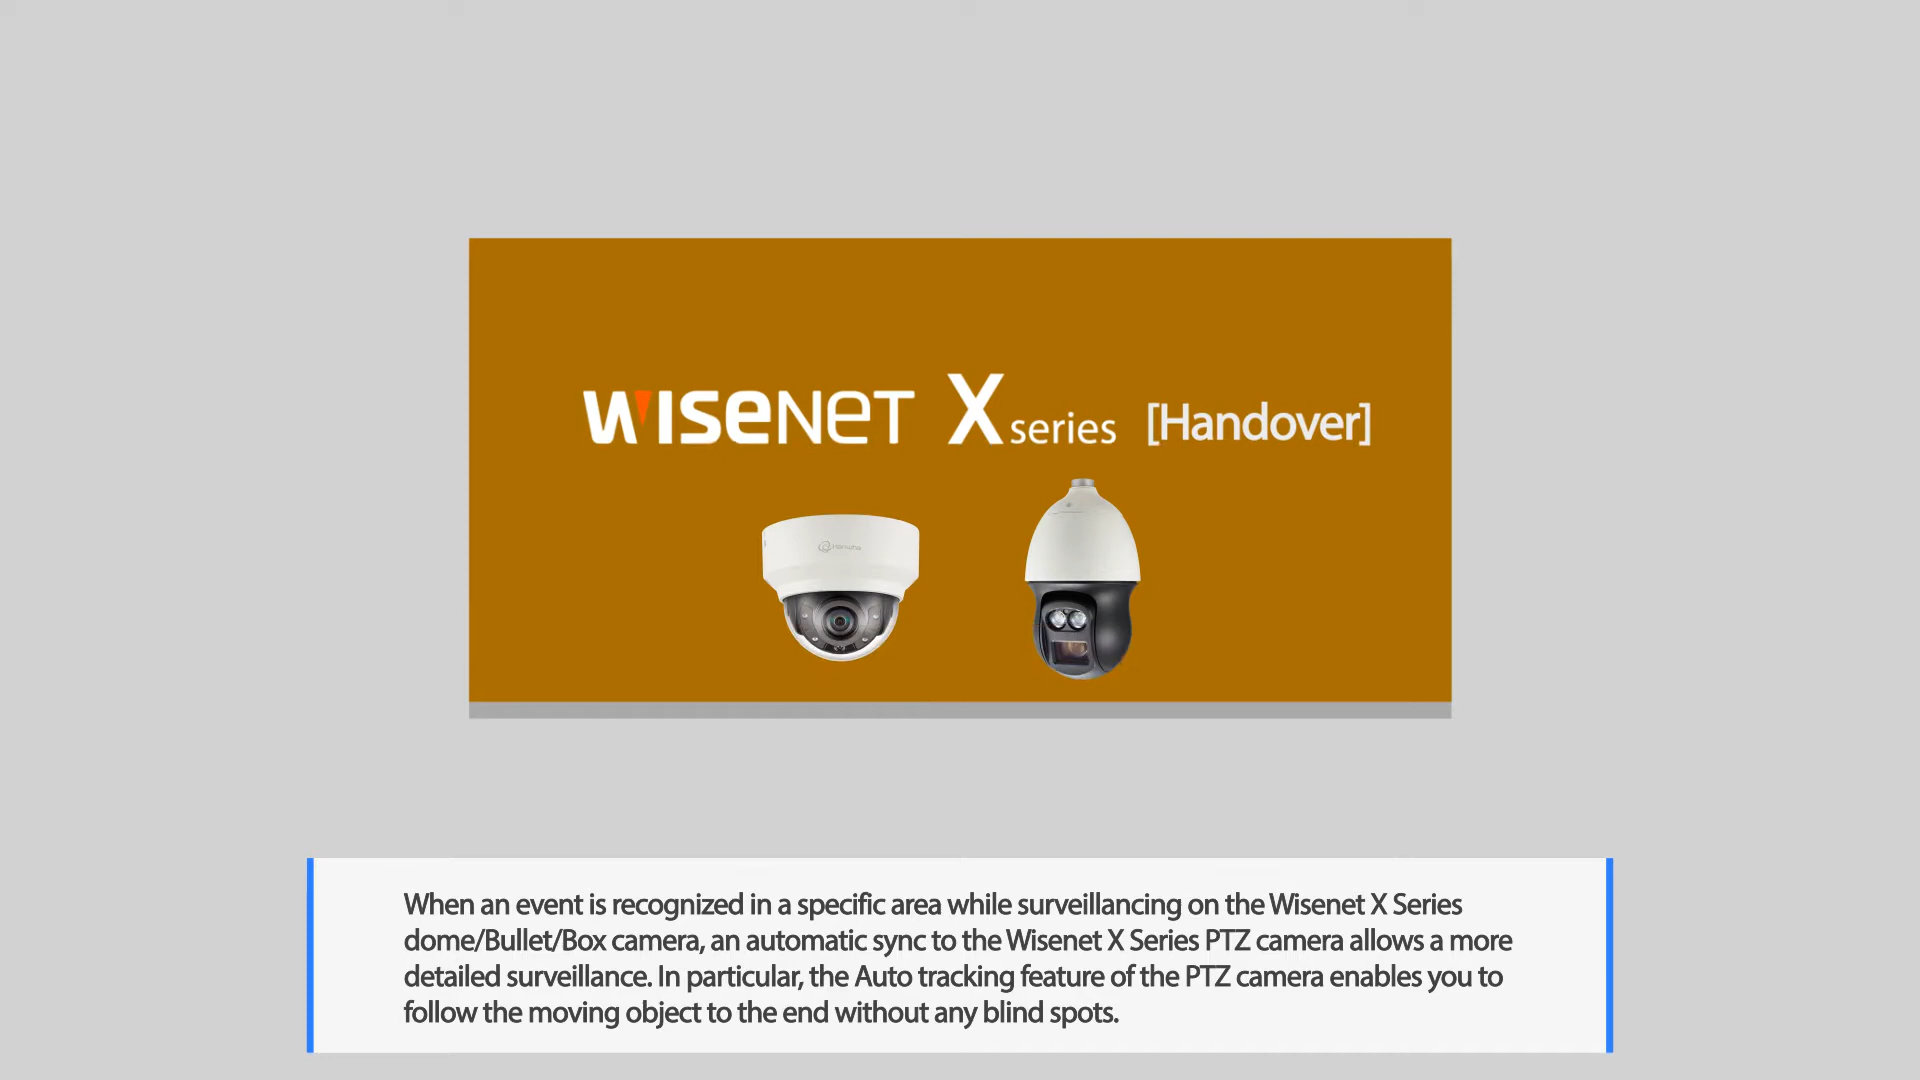 WISENET X series [Handover]
Hanwha
When an event is recognized in a specific area while surveillancing on the Wisenet X Series
dome/Bullet/Box camera, an automatic sync to the Wisenet X Series PTZ camera allows a more
detailed surveillance. In particular, the Auto tracking feature of the PTZ camera enables you to
follow the moving object to the end without any blind spots.